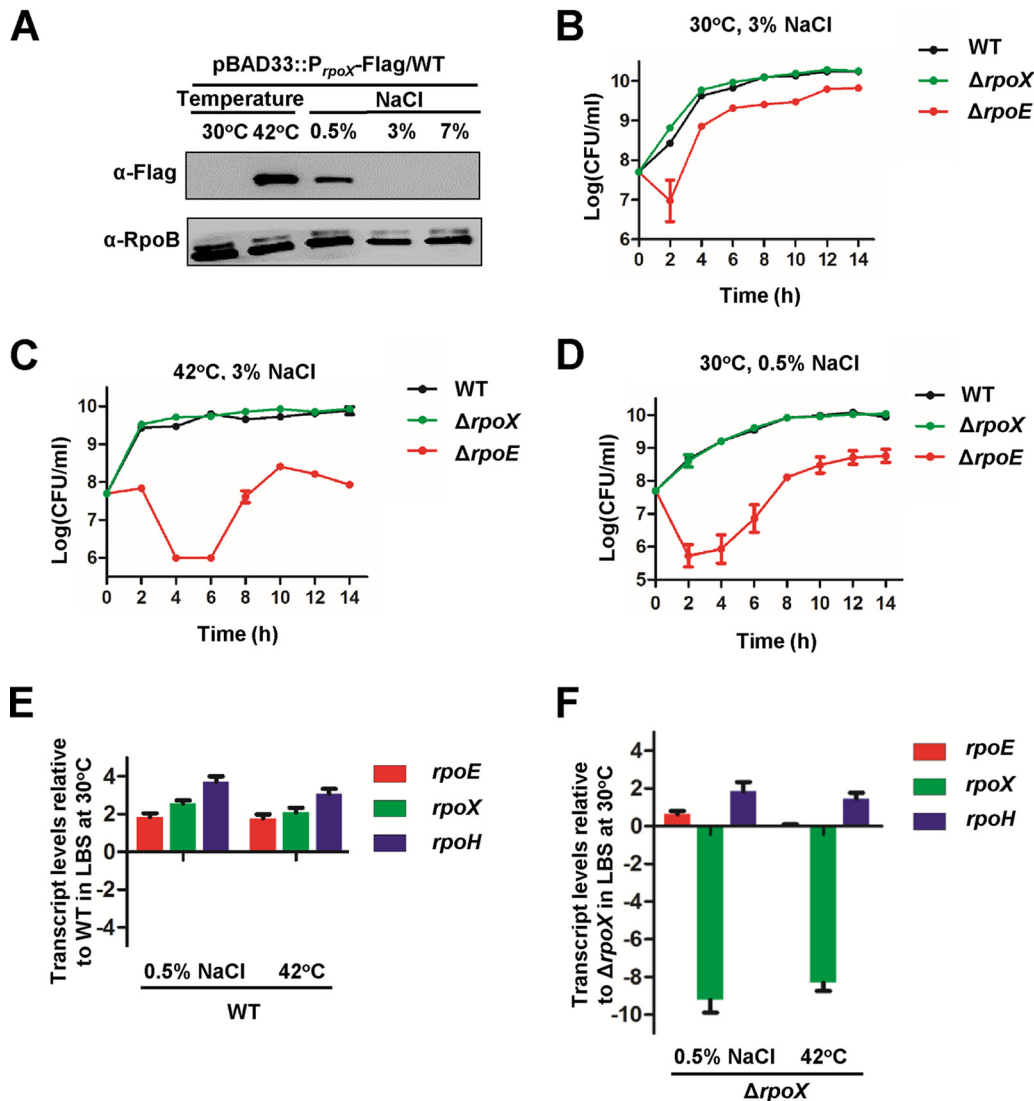 A
pBAD33::PrpoX-Flag/WT
Temperature NaCl
30°C 42°C 0.5% 3% 7%
α-Flag
α-RpoB
B
30°C, 3% NaCl
WT
ΔrpoX
ΔrpoE
Log(CFU/ml)
10
9
8
7
6
0 2 4 6 8 10 12 14
Time (h)
C
42°C, 3% NaCl
WT
ΔrpoX
ΔrpoE
Log(CFU/ml)
10
9
8
7
6
0 2 4 6 8 10 12 14
Time (h)
D
30°C, 0.5% NaCl
WT
ΔrpoX
ΔrpoE
Log(CFU/ml)
10
9
8
7
6
5
0 2 4 6 8 10 12 14
Time (h)
E
Transcript levels relative
to WT in LBS at 30°C
4
2
0
-2
-4
rpoE
rpoX
rpoH
0.5% NaCl 42°C
WT
F
Transcript levels relative
to ΔrpoX in LBS at 30°C
4
2
0
-2
-4
-6
-8
-10
rpoE
rpoX
rpoH
0.5% NaCl 42°C
ΔrpoX